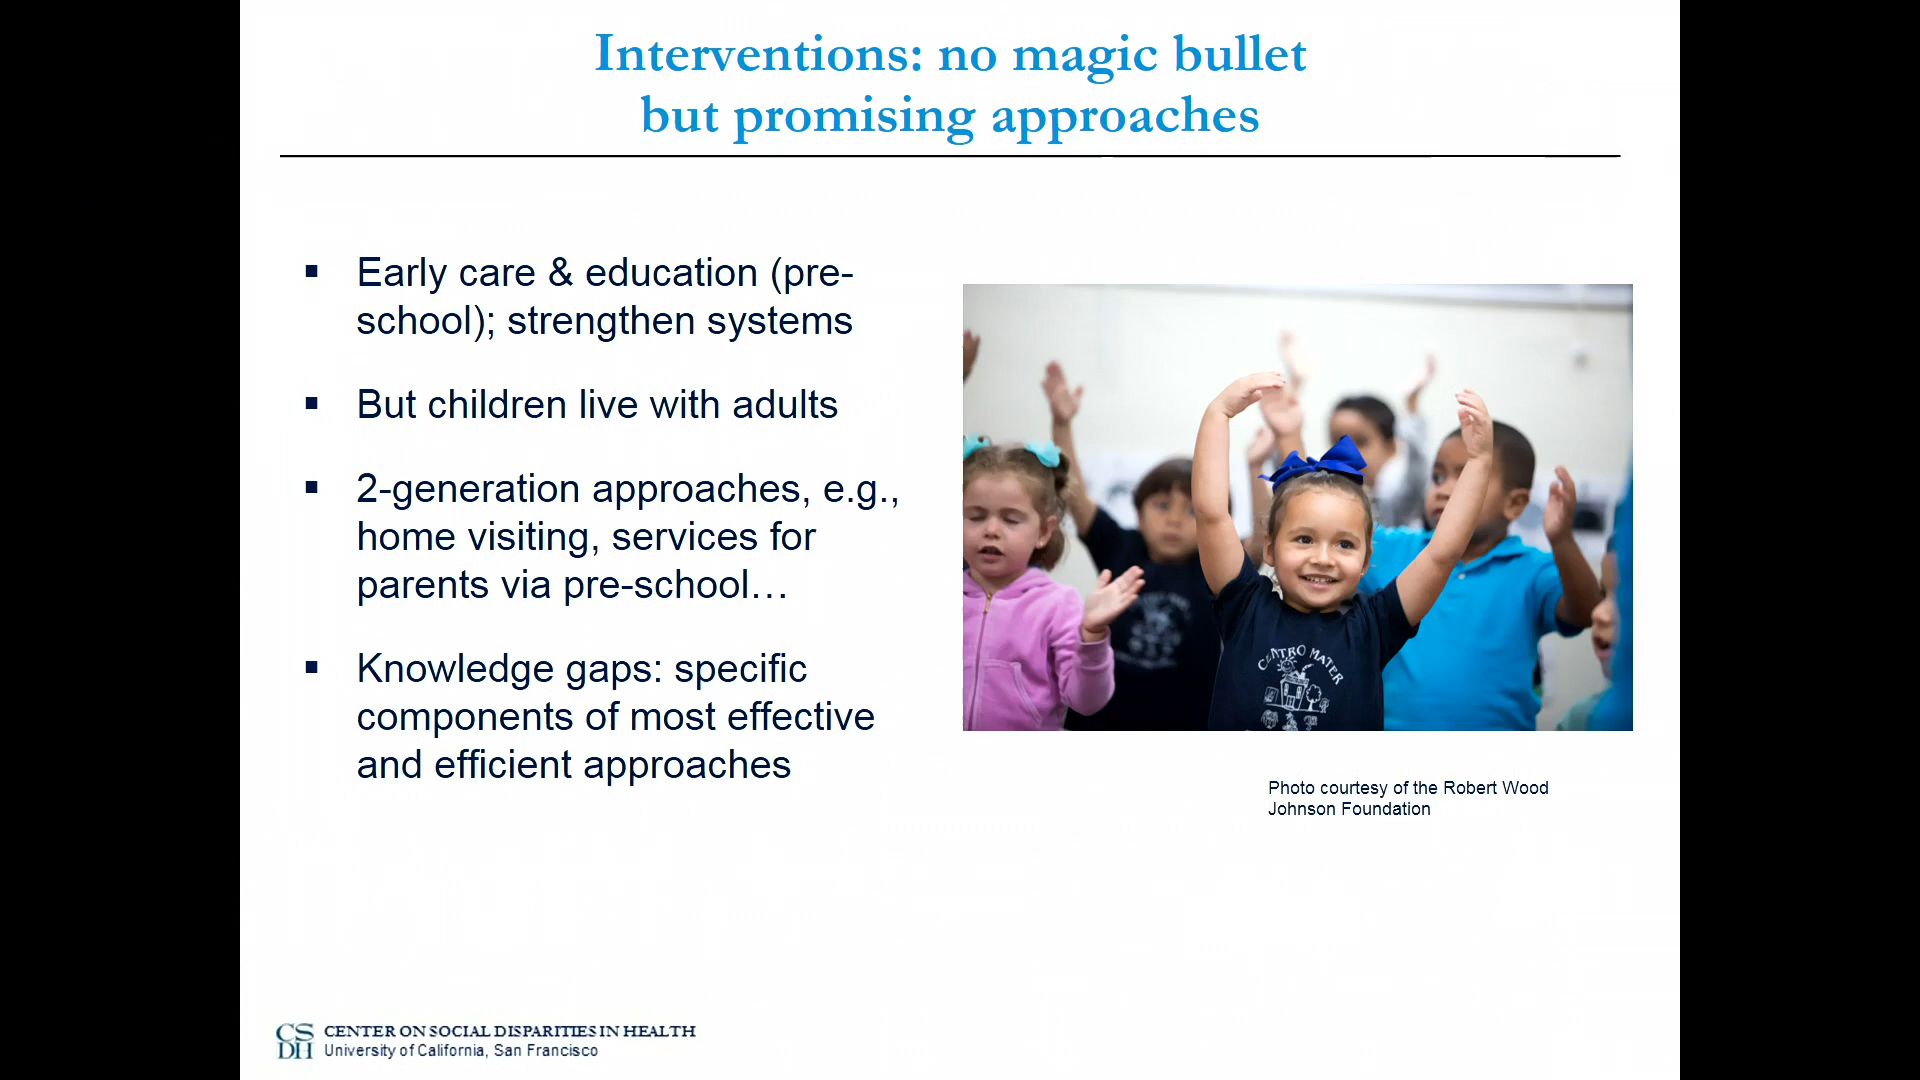 Interventions: no magic bullet
but promising approaches
▪ Early care & education (pre-
school); strengthen systems
▪ But children live with adults
▪ 2-generation approaches, e.g.,
home visiting, services for
parents via pre-school…
▪ Knowledge gaps: specific
components of most effective
and efficient approaches
CENTRO MATER
Photo courtesy of the Robert Wood
Johnson Foundation
CS
DH
CENTER ON SOCIAL DISPARITIES IN HEALTH
University of California, San Francisco